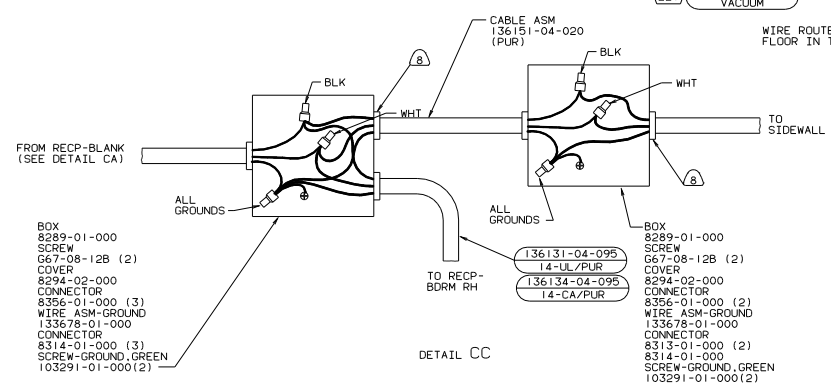 VACUUM
WIRE ROUTE
FLOOR IN T
CABLE ASM
136151-04-020
(PUR)
8
BLK
BLK
WHT
WHT
FROM RECP-BLANK
(SEE DETAIL CA)
TO
SIDEWALL
8
ALL
GROUNDS
ALL
GROUNDS
BOX
8289-01-000
SCREW
G67-08-12B (2)
COVER
8294-02-000
CONNECTOR
8356-01-000 (3)
WIRE ASM-GROUND
133678-01-000
CONNECTOR
8314-01-000 (3)
SCREW-GROUND,GREEN
103291-01-000(2)
TO RECP-
BDRM RH
136131-04-095
14-UL/PUR
136134-04-095
14-CA/PUR
DETAIL CC
BOX
8289-01-000
SCREW
G67-08-12B (2)
COVER
8294-02-000
CONNECTOR
8356-01-000 (2)
WIRE ASM-GROUND
133678-01-000
CONNECTOR
8313-01-000 (2)
8314-01-000
SCREW-GROUND,GREEN
103291-01-000(2)